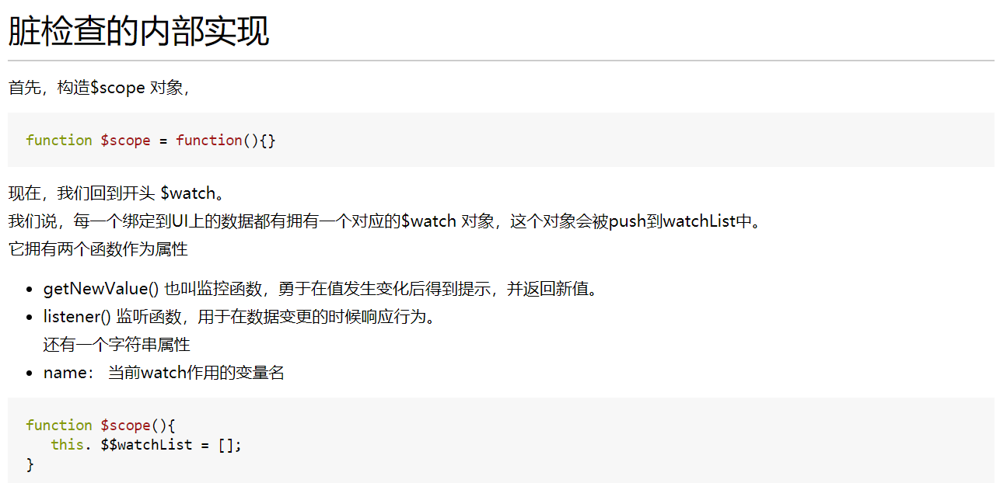 脏检查的内部实现
首先，构造$scope 对象，
function $scope = function(){}
现在，我们回到开头 $watch。
我们说，每一个绑定到UI上的数据都有拥有一个对应的$watch 对象，这个对象会被push到watchList中。
它拥有两个函数作为属性
getNewValue() 也叫监控函数，勇于在值发生变化后得到提示，并返回新值。
listener() 监听函数，用于在数据变更的时候响应行为。
还有一个字符串属性
name： 当前watch作用的变量名
function $scope(){
this. $$watchList = [];
}